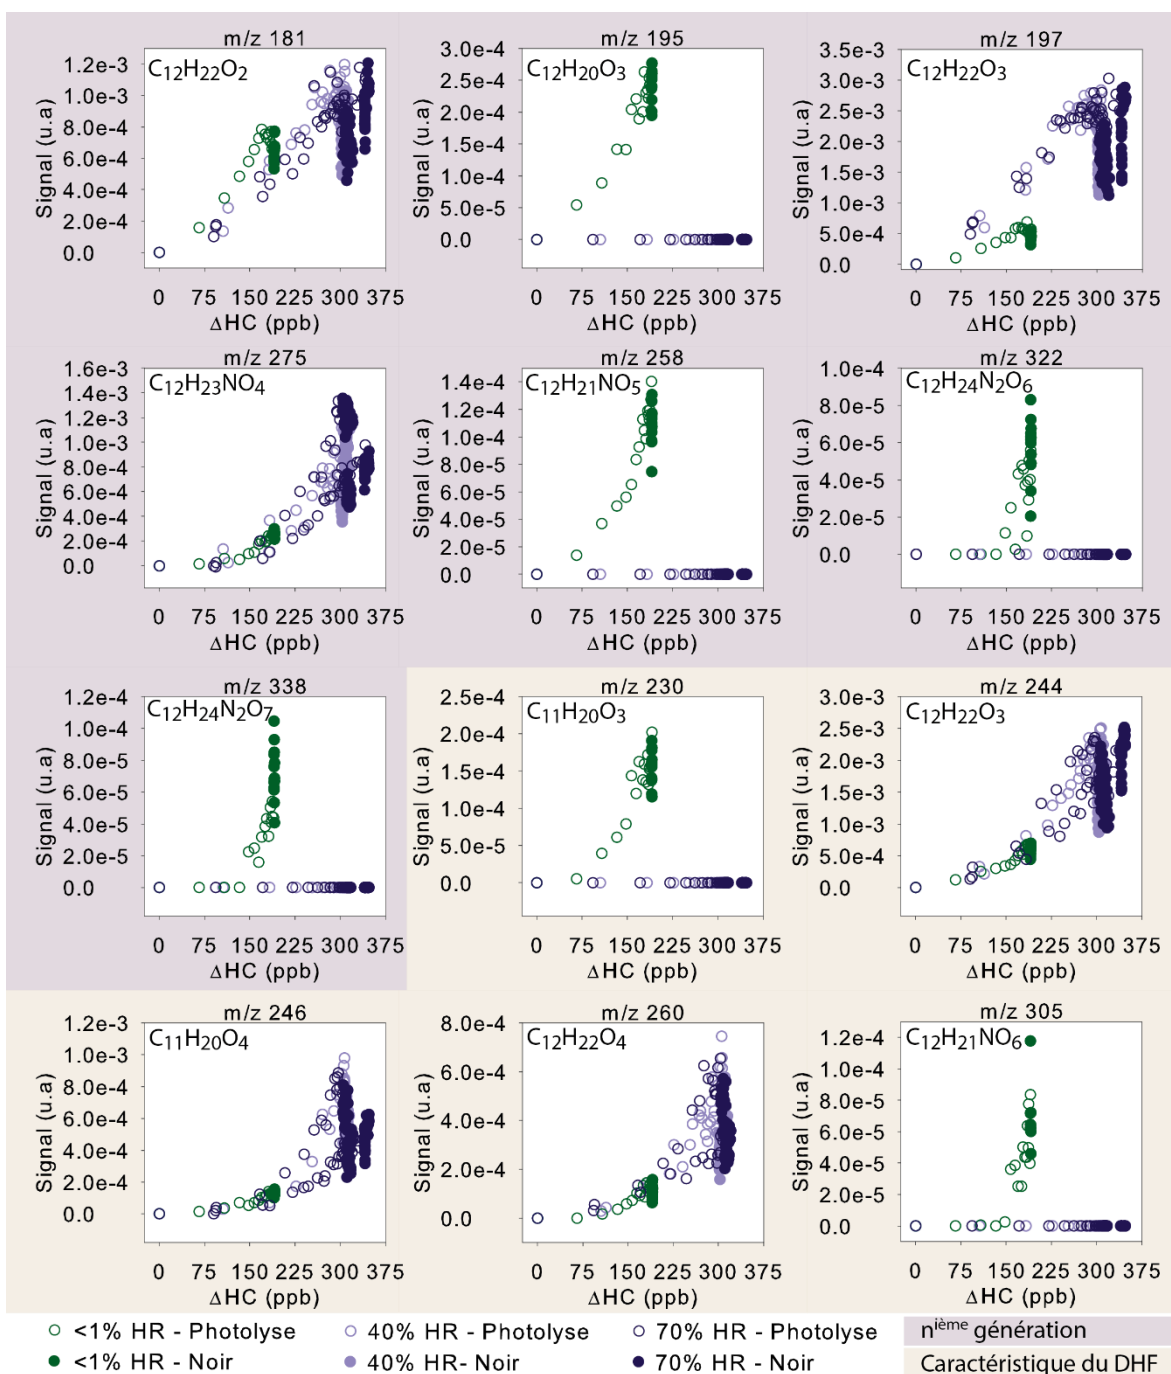 m/z 181
C₁₂H₂₂O₂
Signal (u.a)
1.2e-3
1.0e-3
8.0e-4
6.0e-4
4.0e-4
2.0e-4
0.0
0 75 150 225 300 375
ΔHC (ppb)
m/z 195
C₁₂H₂₀O₃
Signal (u.a)
3.0e-4
2.5e-4
2.0e-4
1.5e-4
1.0e-4
5.0e-5
0.0
0 75 150 225 300 375
ΔHC (ppb)
m/z 197
C₁₂H₂₂O₃
Signal (u.a)
3.5e-3
3.0e-3
2.5e-3
2.0e-3
1.5e-3
1.0e-3
5.0e-4
0.0
0 75 150 225 300 375
ΔHC (ppb)
m/z 275
C₁₂H₂₃NO₄
Signal (u.a)
1.6e-3
1.4e-3
1.2e-3
1.0e-3
8.0e-4
6.0e-4
4.0e-4
2.0e-4
0.0
0 75 150 225 300 375
ΔHC (ppb)
m/z 258
C₁₂H₂₁NO₅
Signal (u.a)
1.4e-4
1.2e-4
1.0e-4
8.0e-5
6.0e-5
4.0e-5
2.0e-5
0.0
0 75 150 225 300 375
ΔHC (ppb)
m/z 322
C₁₂H₂₄N₂O₆
Signal (u.a)
1.0e-4
8.0e-5
6.0e-5
4.0e-5
2.0e-5
0.0
0 75 150 225 300 375
ΔHC (ppb)
m/z 338
C₁₂H₂₄N₂O₇
Signal (u.a)
1.2e-4
1.0e-4
8.0e-5
6.0e-5
4.0e-5
2.0e-5
0.0
0 75 150 225 300 375
ΔHC (ppb)
m/z 230
C₁₁H₂₀O₃
Signal (u.a)
2.5e-4
2.0e-4
1.5e-4
1.0e-4
5.0e-5
0.0
0 75 150 225 300 375
ΔHC (ppb)
m/z 244
C₁₂H₂₂O₃
Signal (u.a)
3.0e-3
2.5e-3
2.0e-3
1.5e-3
1.0e-3
5.0e-4
0.0
0 75 150 225 300 375
ΔHC (ppb)
m/z 246
C₁₁H₂₀O₄
Signal (u.a)
1.2e-3
1.0e-3
8.0e-4
6.0e-4
4.0e-4
2.0e-4
0.0
0 75 150 225 300 375
ΔHC (ppb)
m/z 260
C₁₂H₂₂O₄
Signal (u.a)
8.0e-4
6.0e-4
4.0e-4
2.0e-4
0.0
0 75 150 225 300 375
ΔHC (ppb)
m/z 305
C₁₂H₂₁NO₆
Signal (u.a)
1.2e-4
1.0e-4
8.0e-5
6.0e-5
4.0e-5
2.0e-5
0.0
0 75 150 225 300 375
ΔHC (ppb)
<1% HR - Photolyse
40% HR - Photolyse
70% HR - Photolyse
nⁱᵉᵐᵉ génération
<1% HR - Noir
40% HR- Noir
70% HR - Noir
Caractéristique du DHF